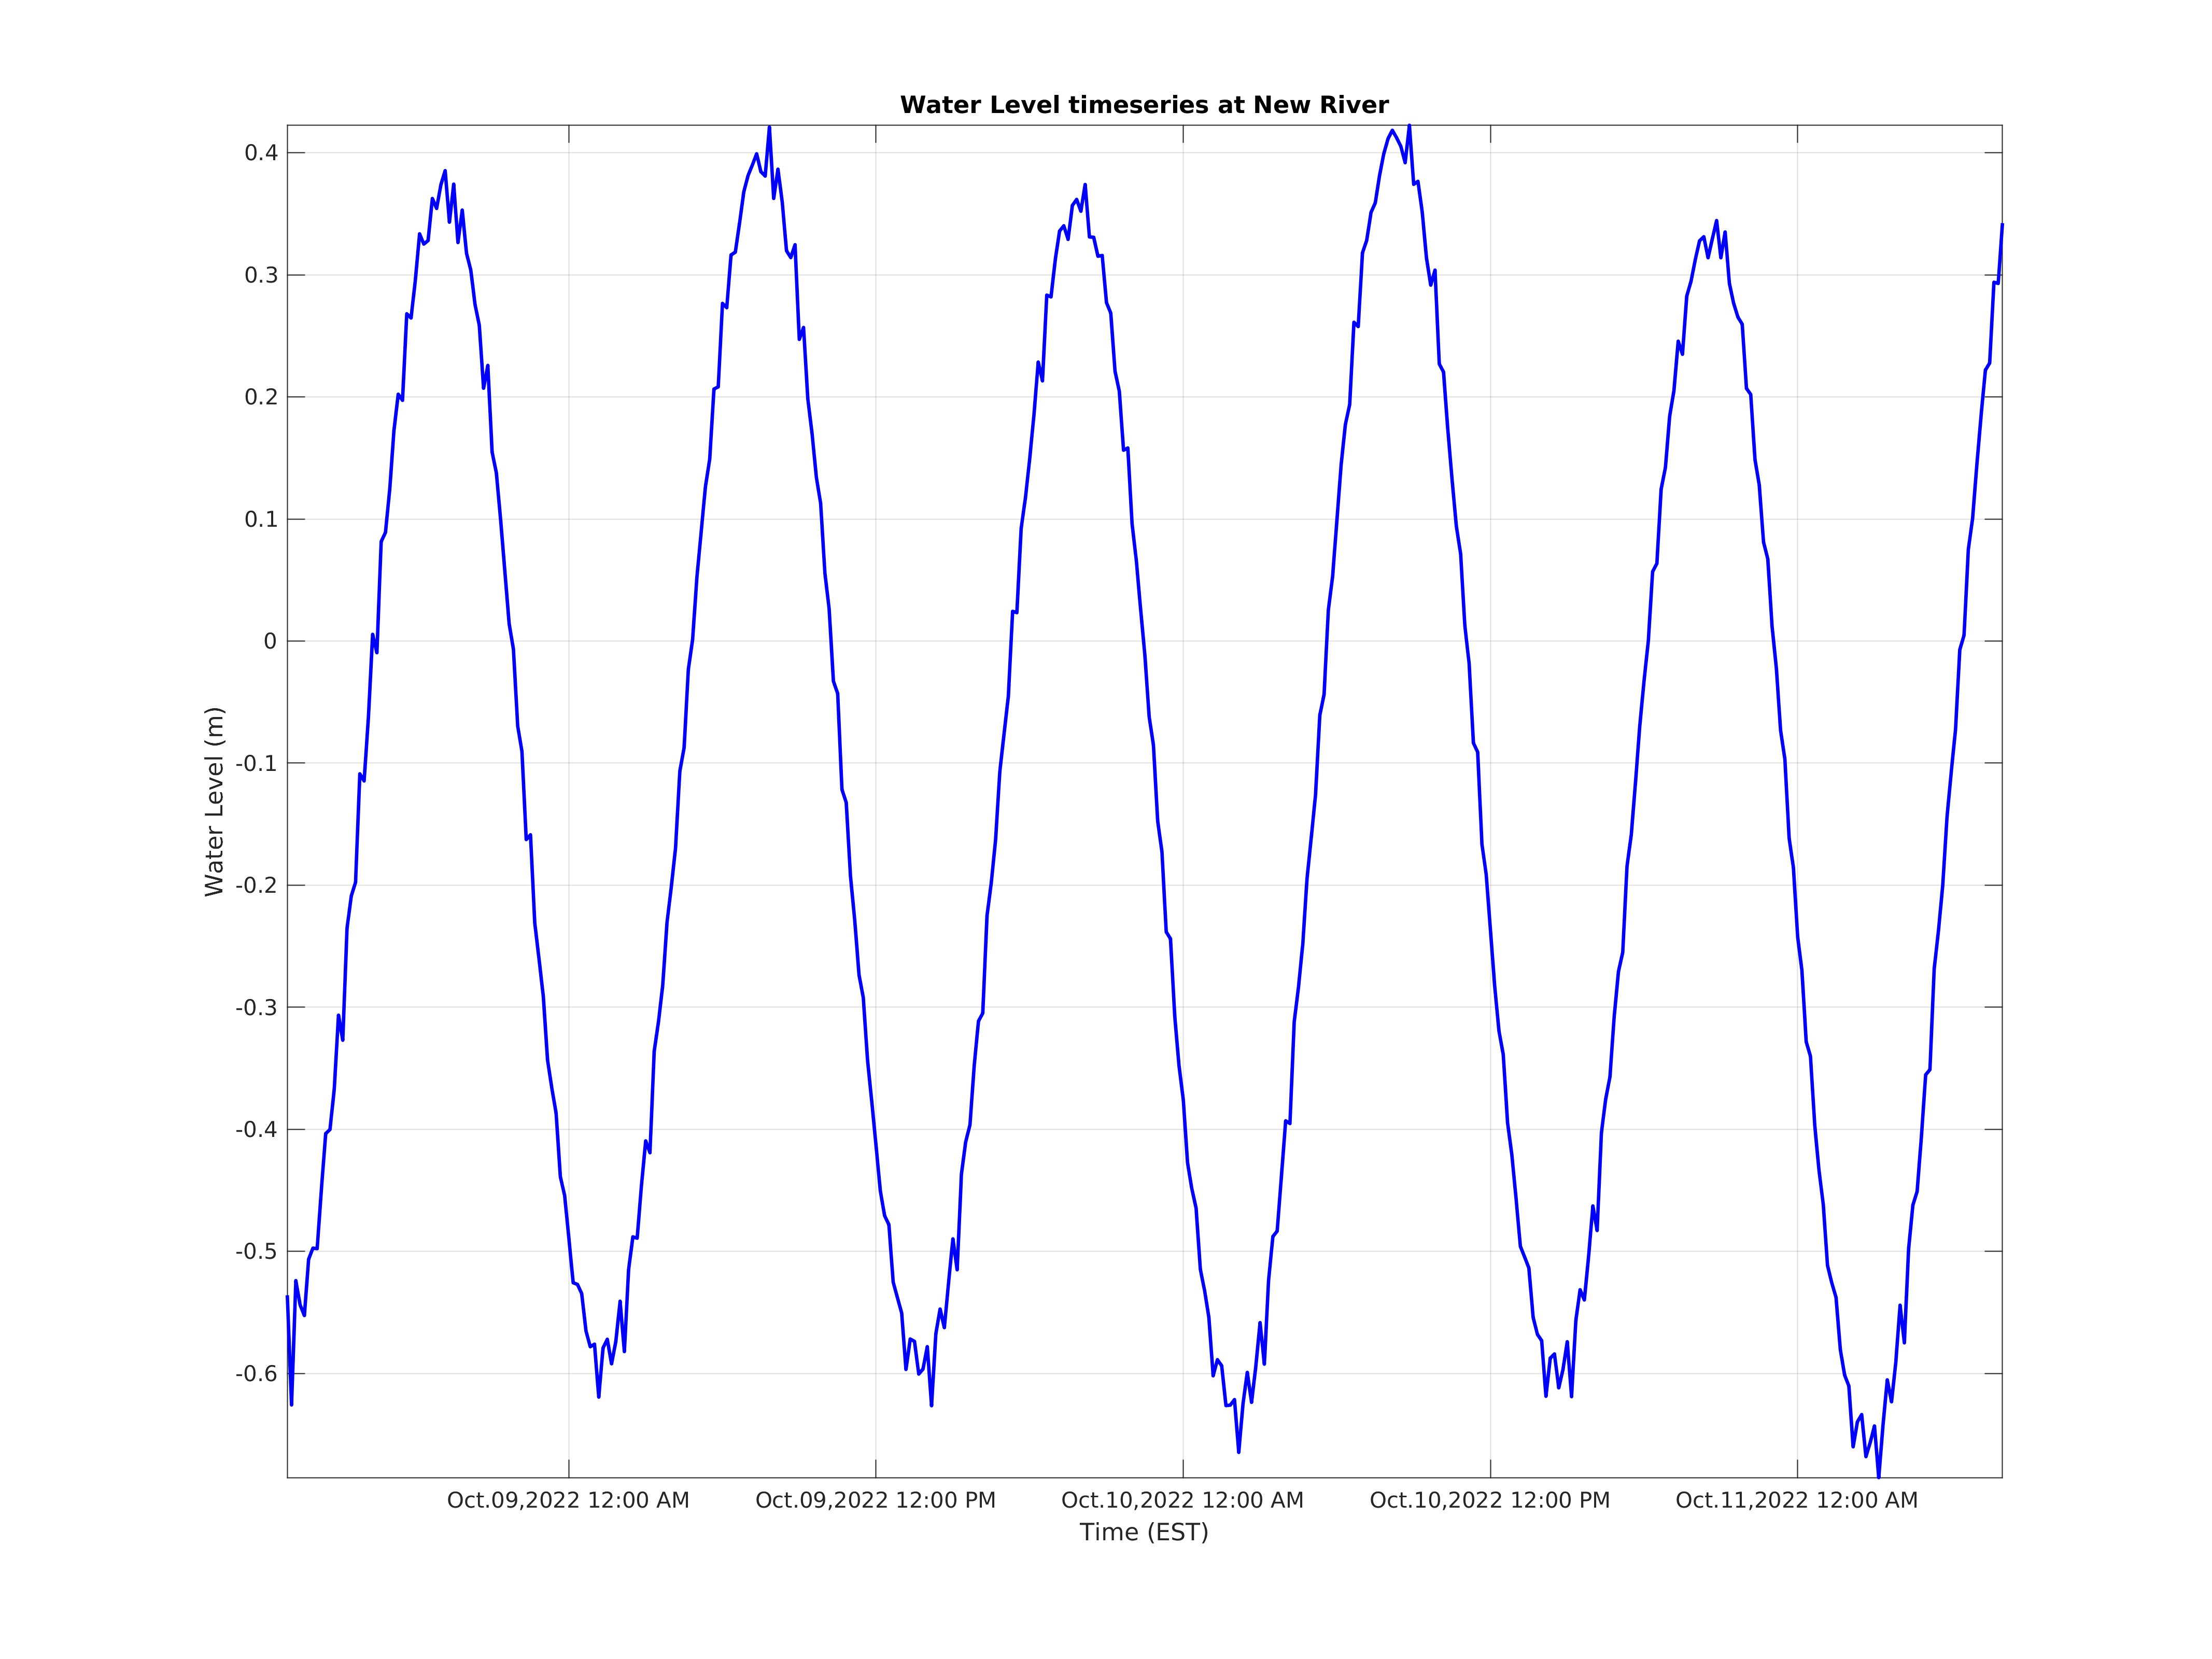 Water Level timeseries at New River
0.4
0.3
0.2
0.1
0
-0.1
-0.2
-0.3
-0.4
-0.5
-0.6
Water Level (m)
Oct.09,2022 12:00 AM
Oct.09,2022 12:00 PM
Oct.10,2022 12:00 AM
Oct.10,2022 12:00 PM
Oct.11,2022 12:00 AM
Time (EST)